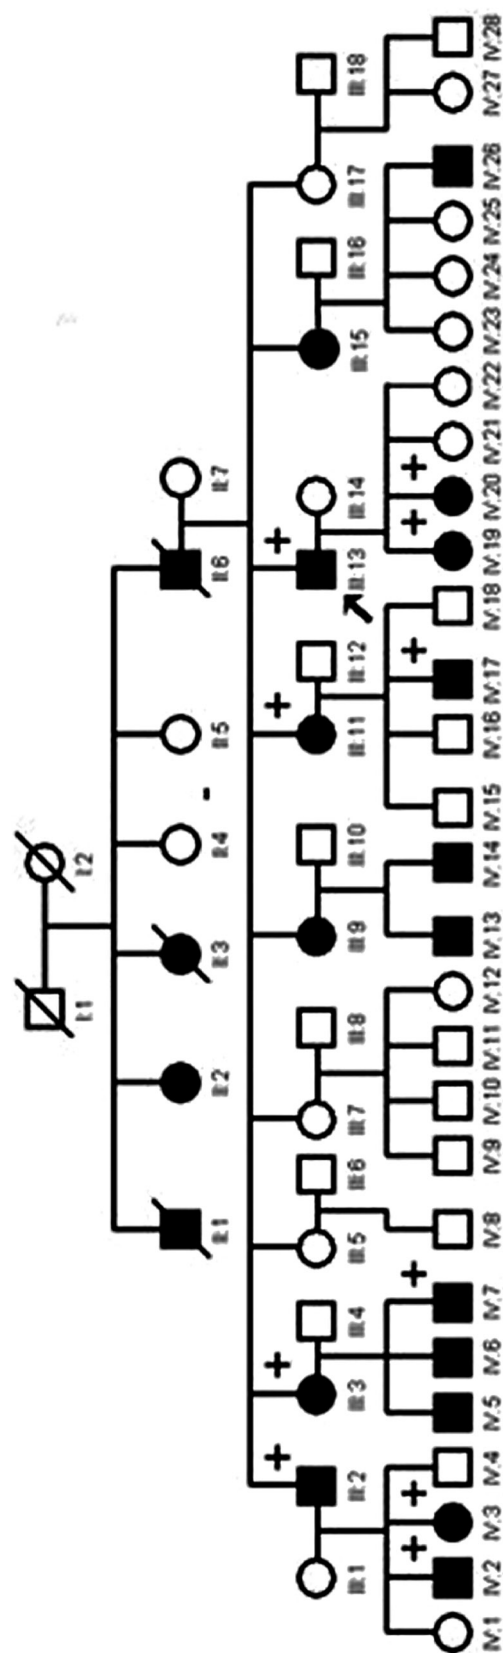 I:1 I:2
II:1 II:2 II:3 II:4 II:5 II:6 II:7
-
+ + + +
III:1 III:2 III:3 III:4 III:5 III:6 III:7 III:8 III:9 III:10 III:11 III:12 III:13 III:14 III:15 III:16 III:17 III:18
+ + + + + +
IV:1 IV:2 IV:3 IV:4 IV:5 IV:6 IV:7 IV:8 IV:9 IV:10 IV:11 IV:12 IV:13 IV:14 IV:15 IV:16 IV:17 IV:18 IV:19 IV:20 IV:21 IV:22 IV:23 IV:24 IV:25 IV:26 IV:27 IV:28